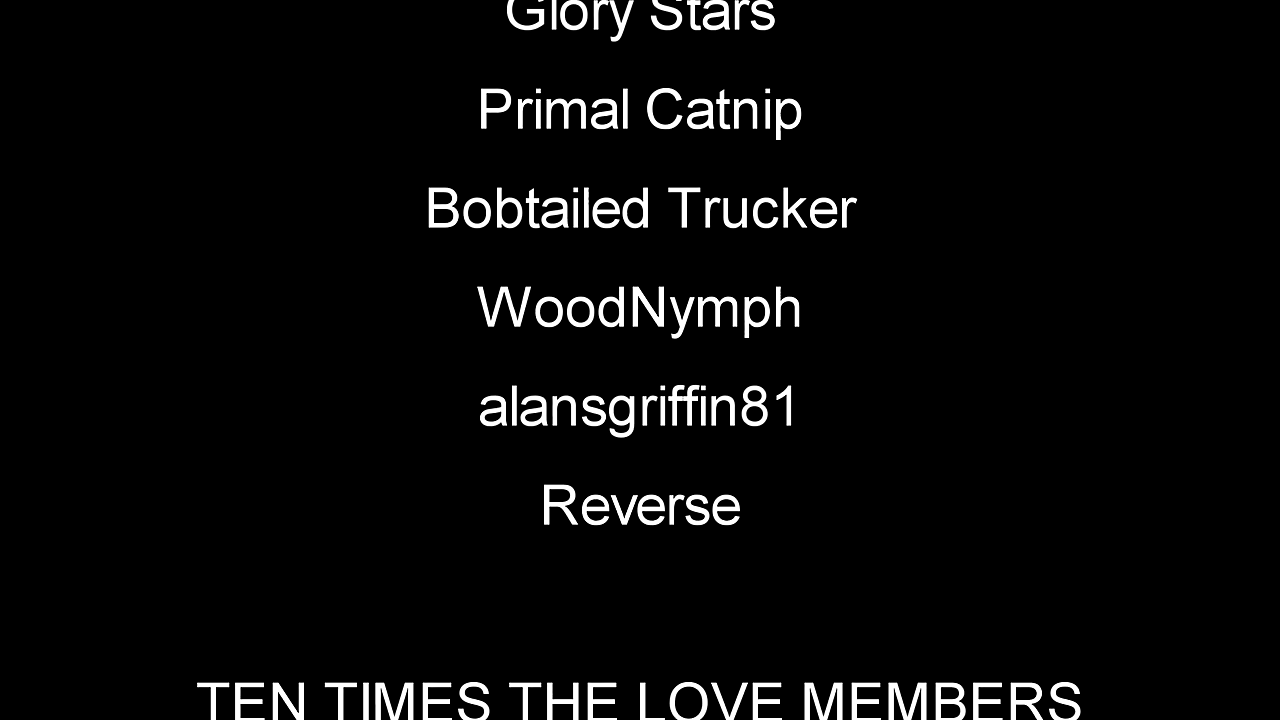 Glory Stars
Primal Catnip
Bobtailed Trucker
WoodNymph
alansgriffin81
Reverse
TEN TIMES THE LOVE MEMBERS